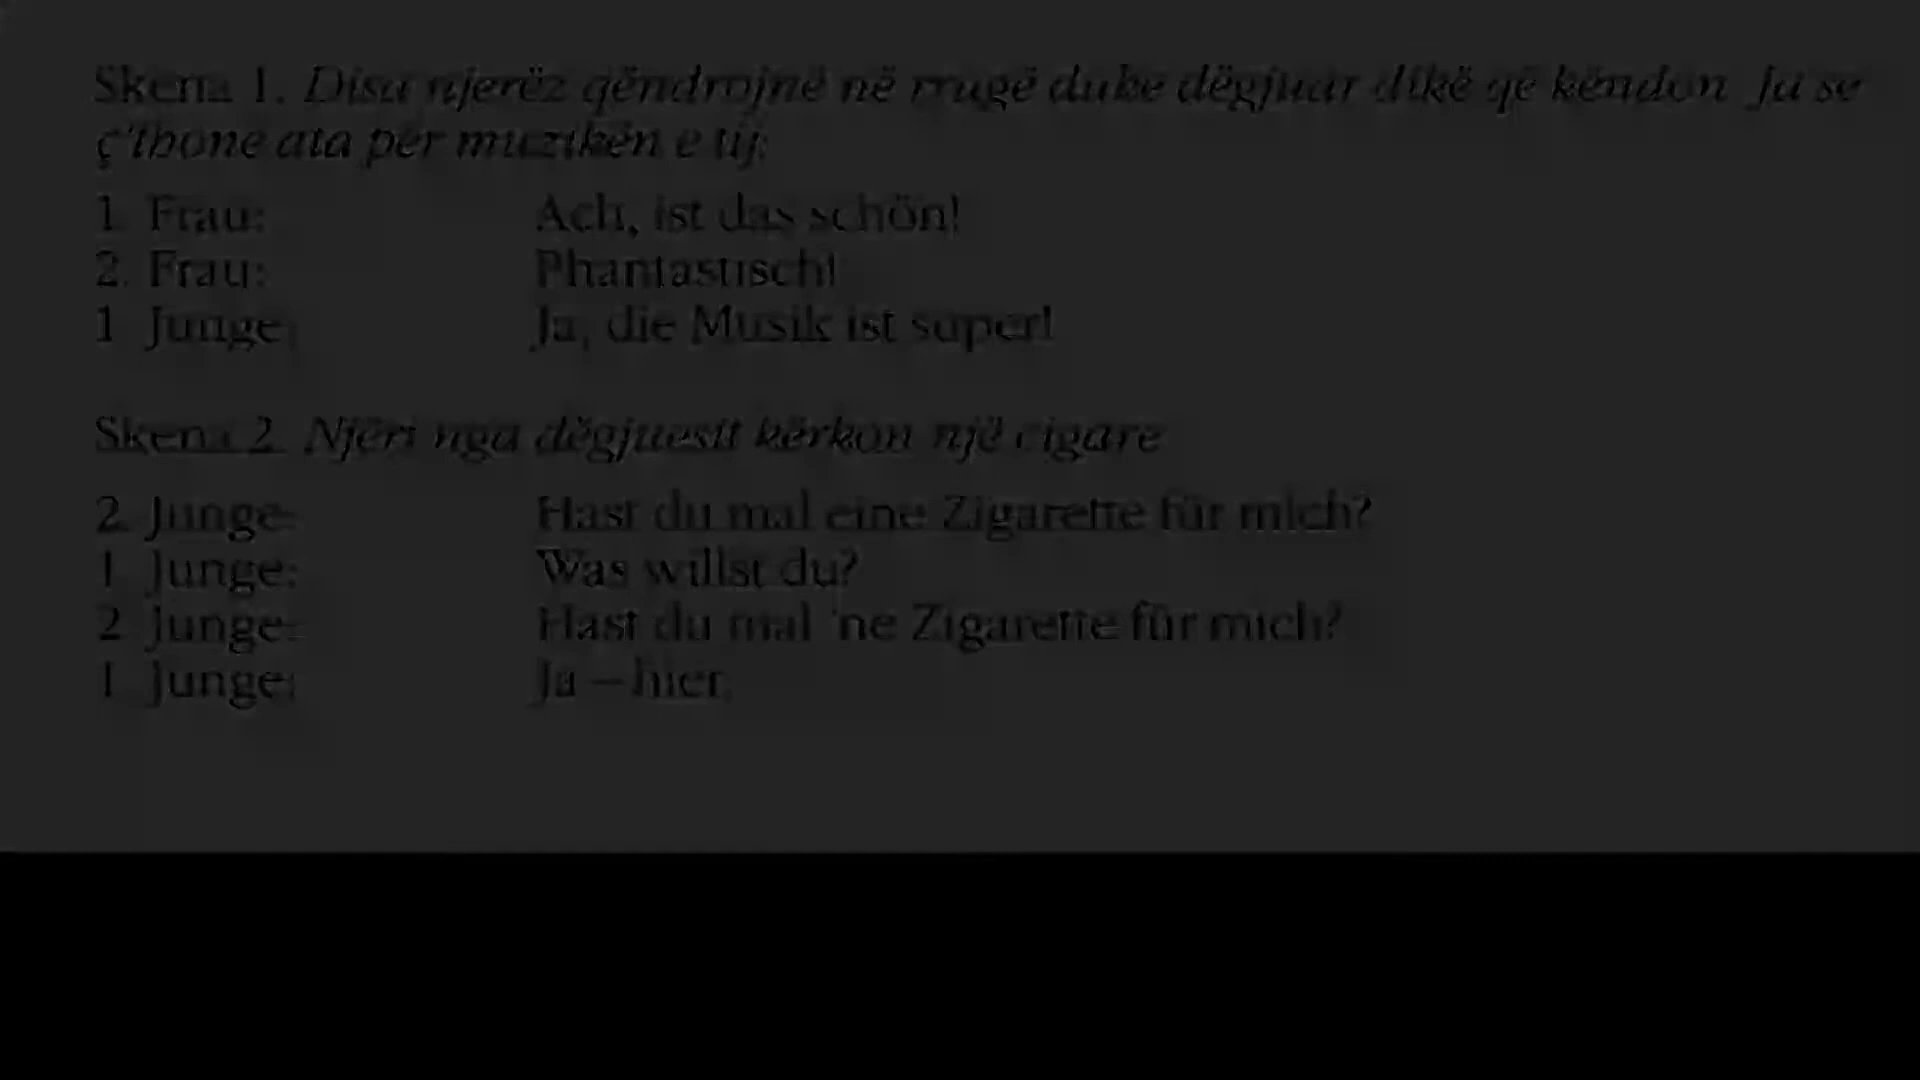 Skena 1. Disa njerëz qëndrojnë në rrugë duke dëgjuar dikë që këndon. Ja se
ç'thonë ata për muzikën e tij:
1. Frau: Ach, ist das schön!
2. Frau: Phantastisch!
1. Junge: Ja, die Musik ist super!
Skena 2. Njëri nga dëgjuesit kërkon një cigare
2. Junge: Hast du mal eine Zigarette für mich?
1. Junge: Was willst du?
2. Junge: Hast du mal 'ne Zigarette für mich?
1. Junge: Ja – hier.